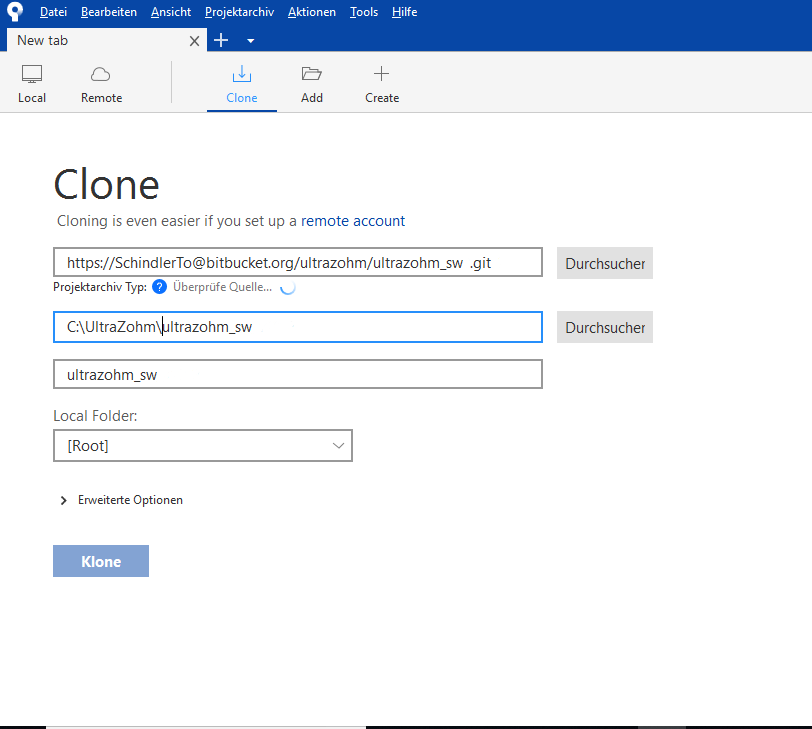 Datei Bearbeiten Ansicht Projektarchiv Aktionen Tools Hilfe
New tab
Local Remote Clone Add Create
Clone
Cloning is even easier if you set up a remote account
https://SchindlerTo@bitbucket.org/ultrazohm/ultrazohm_sw .git Durchsucher
Projektarchiv Typ: ? Überprüfe Quelle...
C:\UltraZohm\ultrazohm_sw Durchsucher
ultrazohm_sw
Local Folder:
[Root]
Erweiterte Optionen
Klone